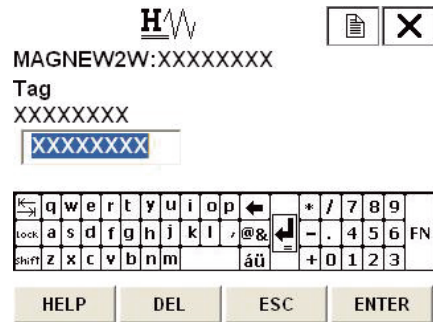 H
MAGNEW2W:XXXXXXXX
Tag
XXXXXXXX
XXXXXXXX
q w e r t y u i o p * / 7 8 9
Lock a s d f g h j k l , @& - . 4 5 6 FN
Shift z x c v b n m áü + 0 1 2 3
HELP DEL ESC ENTER